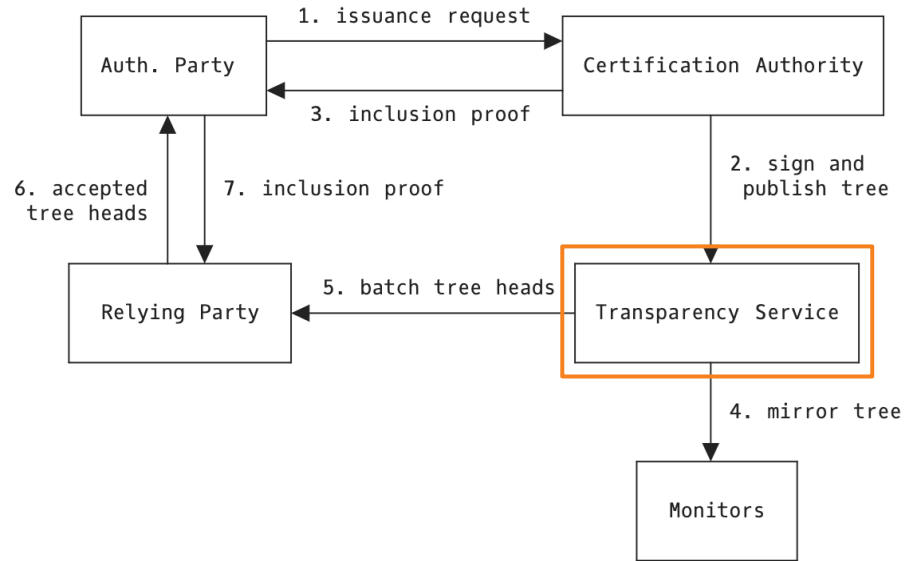 1. issuance request
Auth. Party
Certification Authority
3. inclusion proof
2. sign and
publish tree
6. accepted
tree heads
7. inclusion proof
5. batch tree heads
Relying Party
Transparency Service
4. mirror tree
Monitors